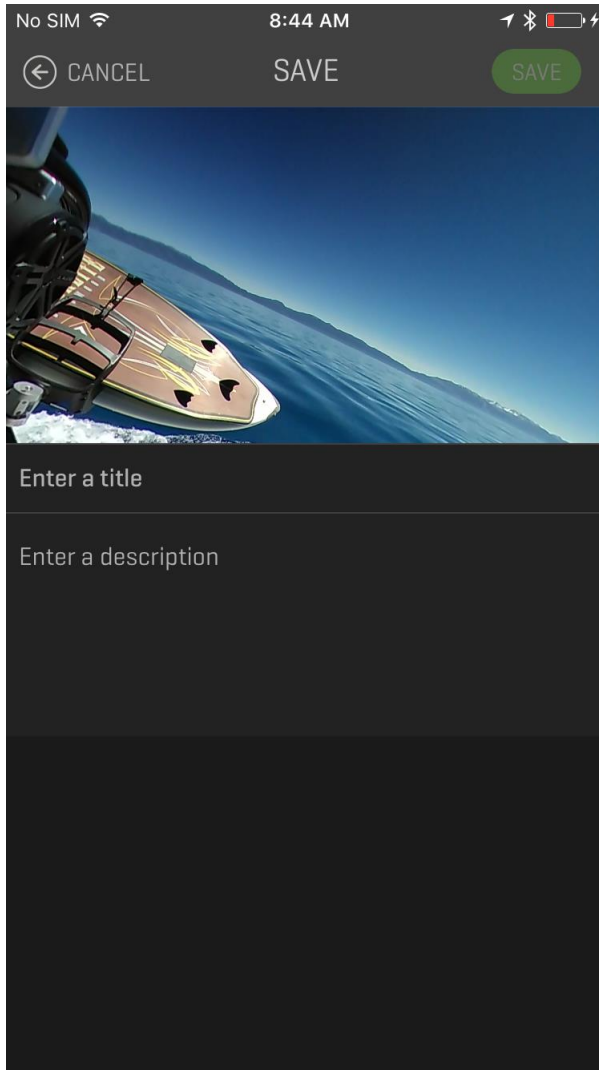 No SIM 8:44 AM
CANCEL SAVE SAVE
Enter a title
Enter a description